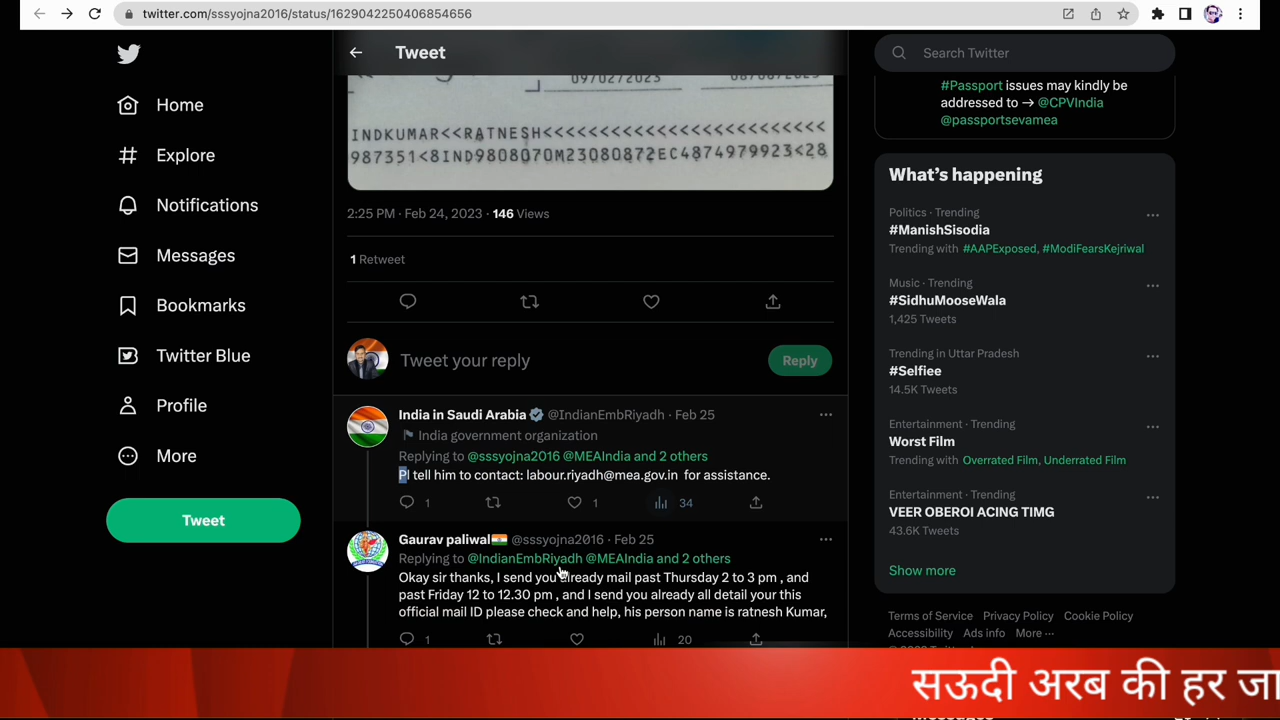 twitter.com/sssyojna2016/status/1629042250406854656
Home
Explore
Notifications
Messages
Bookmarks
Twitter Blue
Profile
More
Tweet
Tweet
09/02/2023
INDKUMAR<<RATNESH<<<<<<<<<<<<<<<<<<<<<<<<<
987351<8IND9808070M23080872EC4874979923<28
2:25 PM · Feb 24, 2023 · 146 Views
1 Retweet
Tweet your reply
Reply
India in Saudi Arabia @IndianEmbRiyadh · Feb 25
India government organization
Replying to @sssyojna2016 @MEAIndia and 2 others
Pl tell him to contact: labour.riyadh@mea.gov.in for assistance.
1
1
34
Gaurav paliwal🇮🇳 @sssyojna2016 · Feb 25
Replying to @IndianEmbRiyadh @MEAIndia and 2 others
Okay sir thanks, I send you already mail past Thursday 2 to 3 pm , and
past Friday 12 to 12.30 pm , and I send you already all detail your this
official mail ID please check and help, his person name is ratnesh Kumar,
1
20
Search Twitter
#Passport issues may kindly be
addressed to → @CPVIndia
@passportsevamea
What's happening
Politics · Trending
#ManishSisodia
Trending with #AAPExposed, #ModiFearsKejriwal
Music · Trending
#SidhuMooseWala
1,425 Tweets
Trending in Uttar Pradesh
#Selfiee
14.5K Tweets
Entertainment · Trending
Worst Film
Trending with Overrated Film, Underrated Film
Entertainment · Trending
VEER OBEROI ACING TIMG
43.6K Tweets
Show more
Terms of Service Privacy Policy Cookie Policy
Accessibility Ads info More ···
सऊदी अरब की हर जा